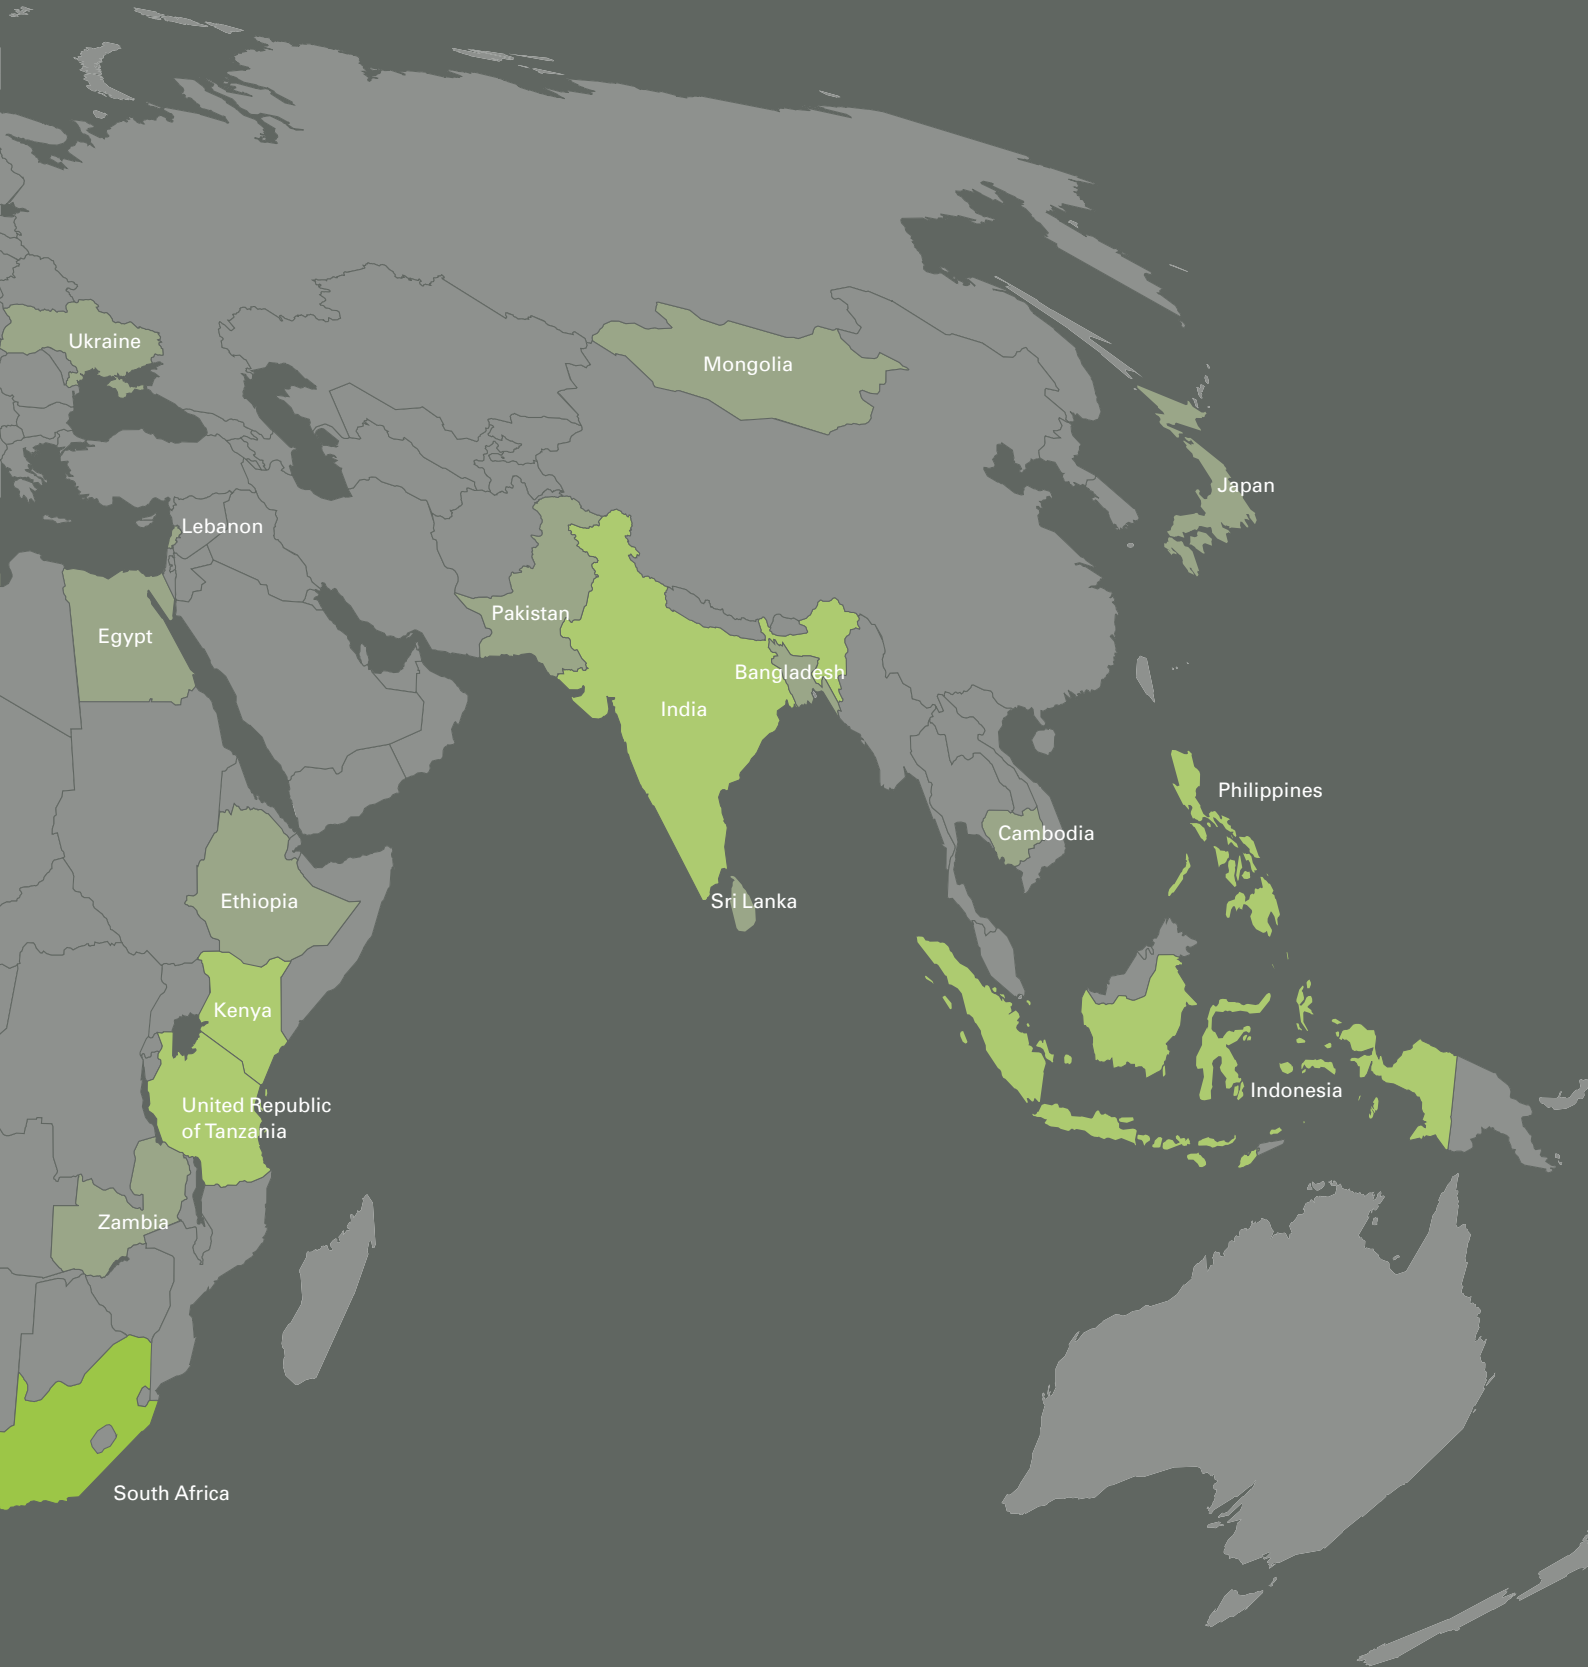 Ukraine
Mongolia
Japan
Lebanon
Pakistan
Egypt
Bangladesh
India
Philippines
Cambodia
Ethiopia
Sri Lanka
Kenya
Indonesia
United Republic
of Tanzania
Zambia
South Africa